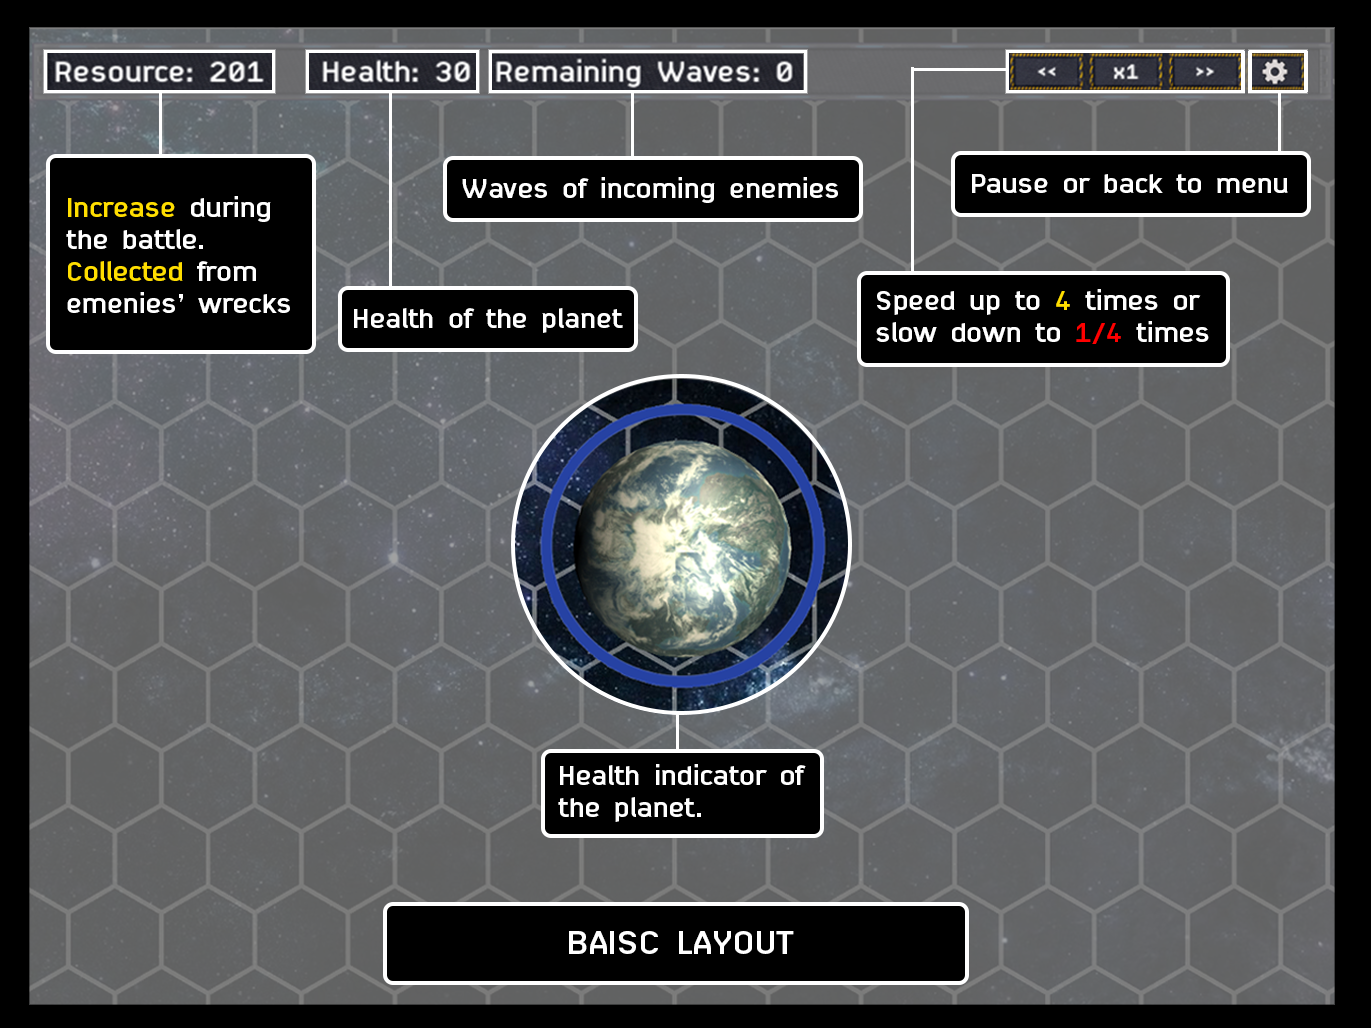 Resource: 201
Health: 30
Remaining Waves: 0
<<
x1
>>
Increase during
the battle.
Collected from
emenies' wrecks
Waves of incoming enemies
Pause or back to menu
Health of the planet
Speed up to 4 times or
slow down to 1/4 times
Health indicator of
the planet.
BAISC LAYOUT